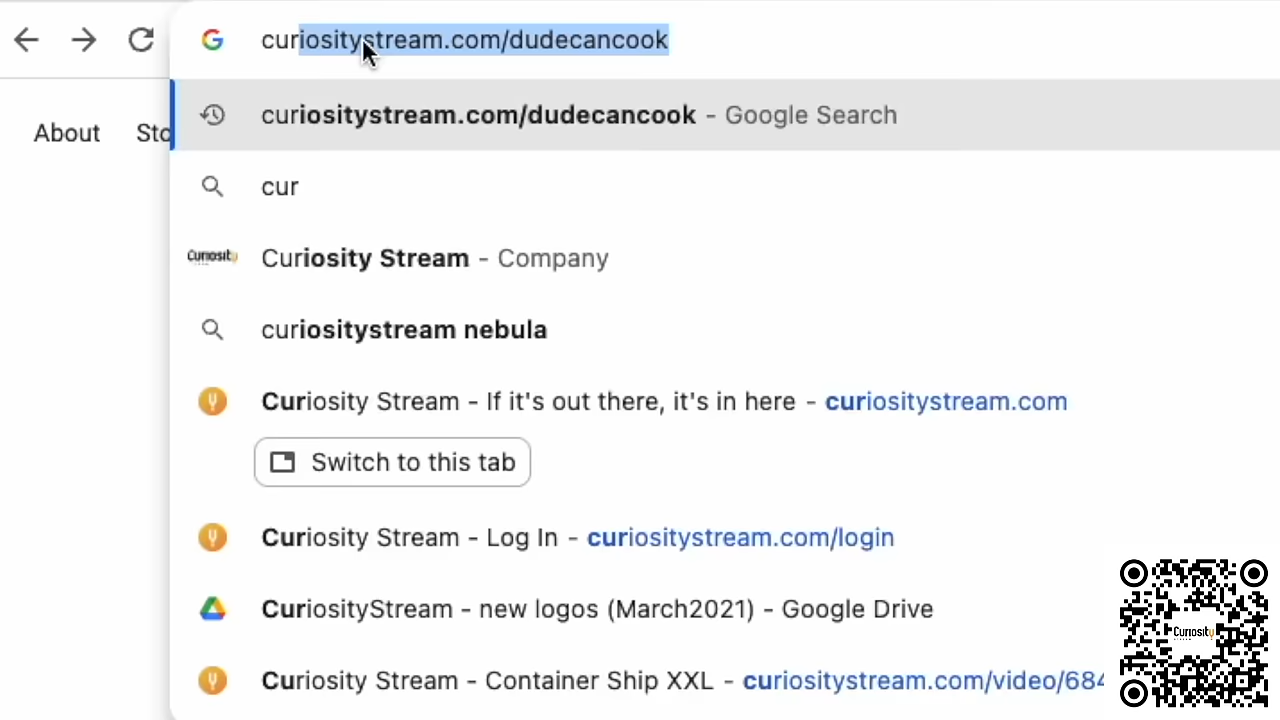 curiositystream.com/dudecancook
About Sto
curiositystream.com/dudecancook - Google Search
cur
Curiosity
Curiosity Stream - Company
curiositystream nebula
Curiosity Stream - If it's out there, it's in here - curiositystream.com
Switch to this tab
Curiosity Stream - Log In - curiositystream.com/login
CuriosityStream - new logos (March2021) - Google Drive
Curiosity Stream - Container Ship XXL - curiositystream.com/video/684
Curiosity